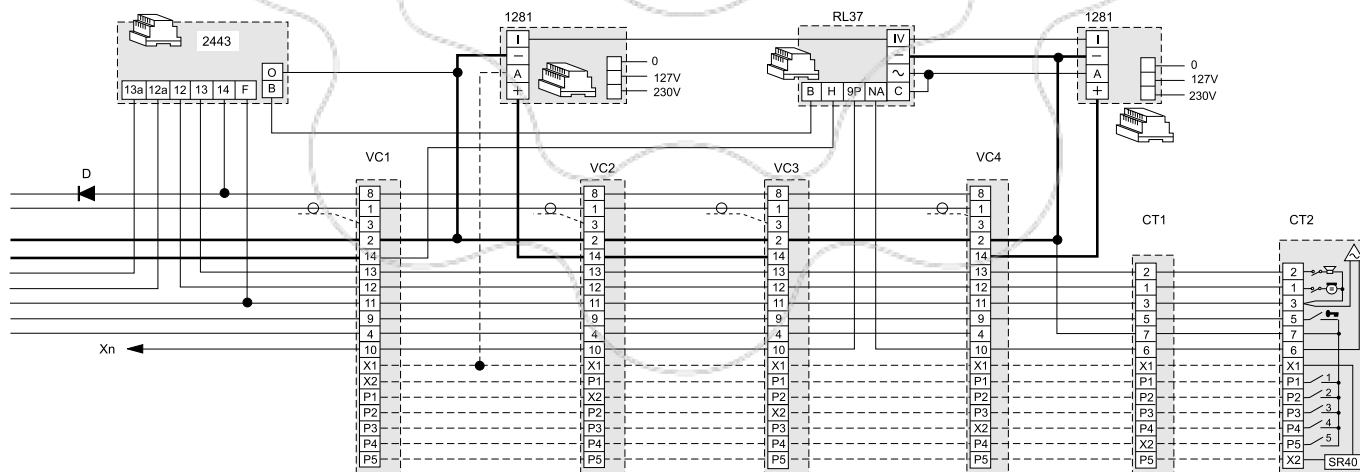 2443
13a 12a 12 13 14 F
O
B
1281
I
−
A
+
0
127V
230V
RL37
IV
−
~
C
B H 9P NA
1281
I
−
A
+
0
127V
230V
D
Xn
VC1
8
1
3
2
14
13
12
11
9
4
10
X1
X2
P1
P2
P3
P4
P5
VC2
8
1
3
2
14
13
12
11
9
4
10
X1
P1
X2
P2
P3
P4
P5
VC3
8
1
3
2
14
13
12
11
9
4
10
X1
P1
P2
X2
P3
P4
P5
VC4
8
1
3
2
14
13
12
11
9
4
10
X1
P1
P2
P3
X2
P4
P5
CT1
2
1
3
5
7
6
X1
P1
P2
P3
P4
X2
P5
CT2
2
1
3
5
7
6
X1
P1 1
P2 2
P3 3
P4 4
P5 5
X2
SR40